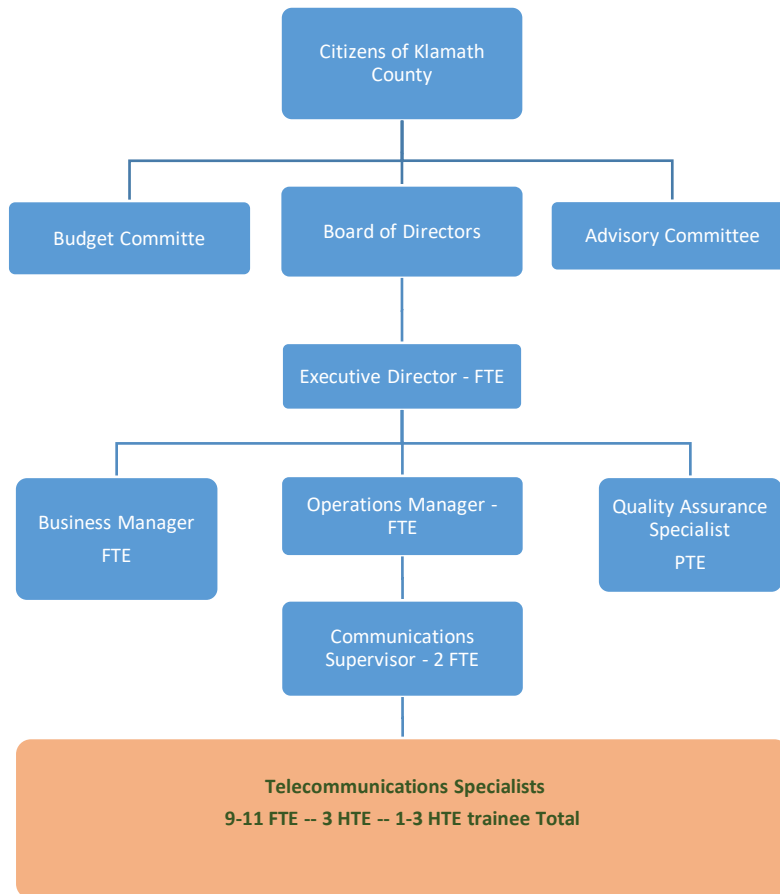 Citizens of Klamath
County
Budget Committe
Board of Directors
Advisory Committee
Executive Director - FTE
Business Manager
FTE
Operations Manager -
FTE
Quality Assurance
Specialist
PTE
Communications
Supervisor - 2 FTE
Telecommunications Specialists
9-11 FTE -- 3 HTE -- 1-3 HTE trainee Total